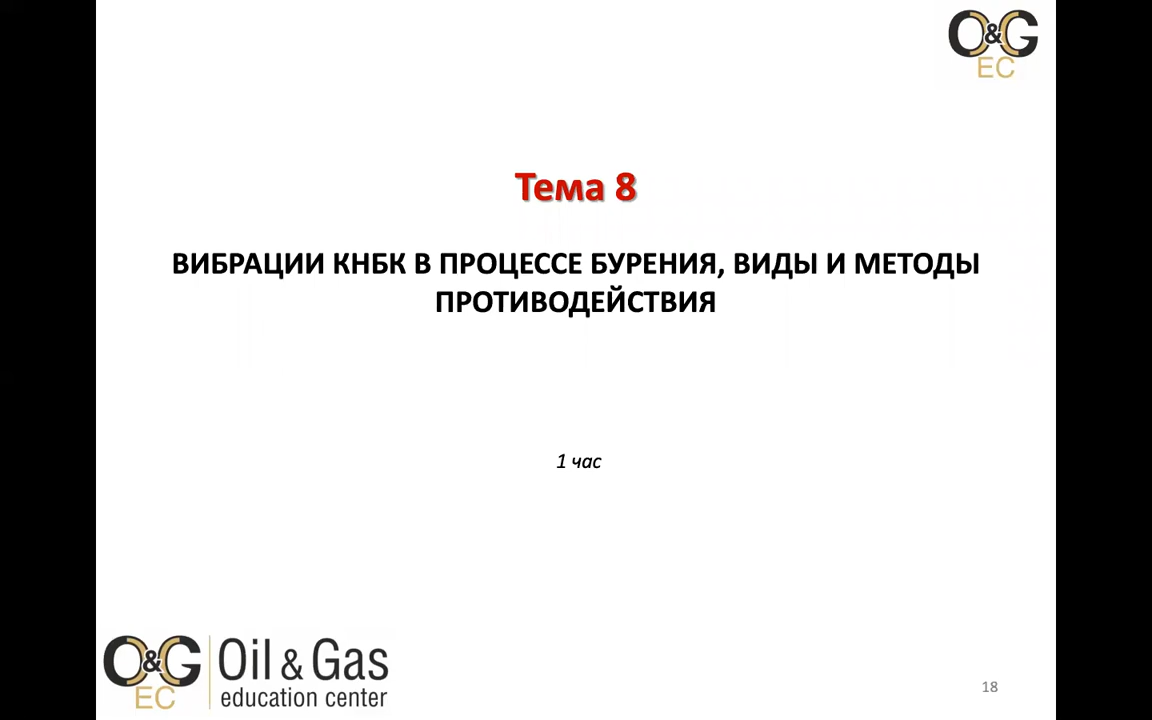 O&G
EC
Тема 8
ВИБРАЦИИ КНБК В ПРОЦЕССЕ БУРЕНИЯ, ВИДЫ И МЕТОДЫ
ПРОТИВОДЕЙСТВИЯ
1 час
O&G
EC
Oil & Gas
education center
18